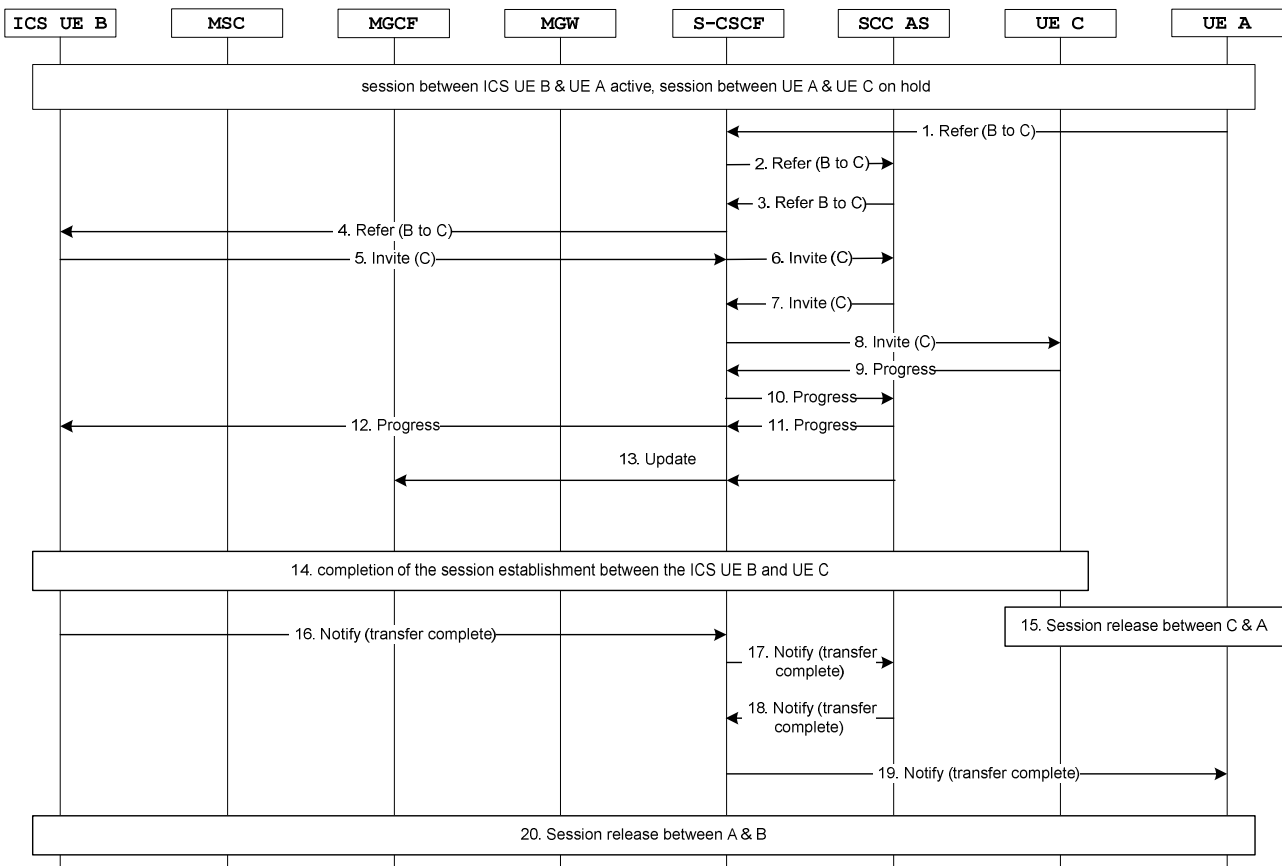 ICS UE B
MSC
MGCF
MGW
S-CSCF
SCC AS
UE C
UE A
session between ICS UE B & UE A active, session between UE A & UE C on hold
1. Refer (B to C)
2. Refer (B to C)
3. Refer B to C)
4. Refer (B to C)
5. Invite (C)
6. Invite (C)
7. Invite (C)
8. Invite (C)
9. Progress
10. Progress
12. Progress
11. Progress
13. Update
14. completion of the session establishment between the ICS UE B and UE C
15. Session release between C & A
16. Notify (transfer complete)
17. Notify (transfer
complete)
18. Notify (transfer
complete)
19. Notify (transfer complete)
20. Session release between A & B